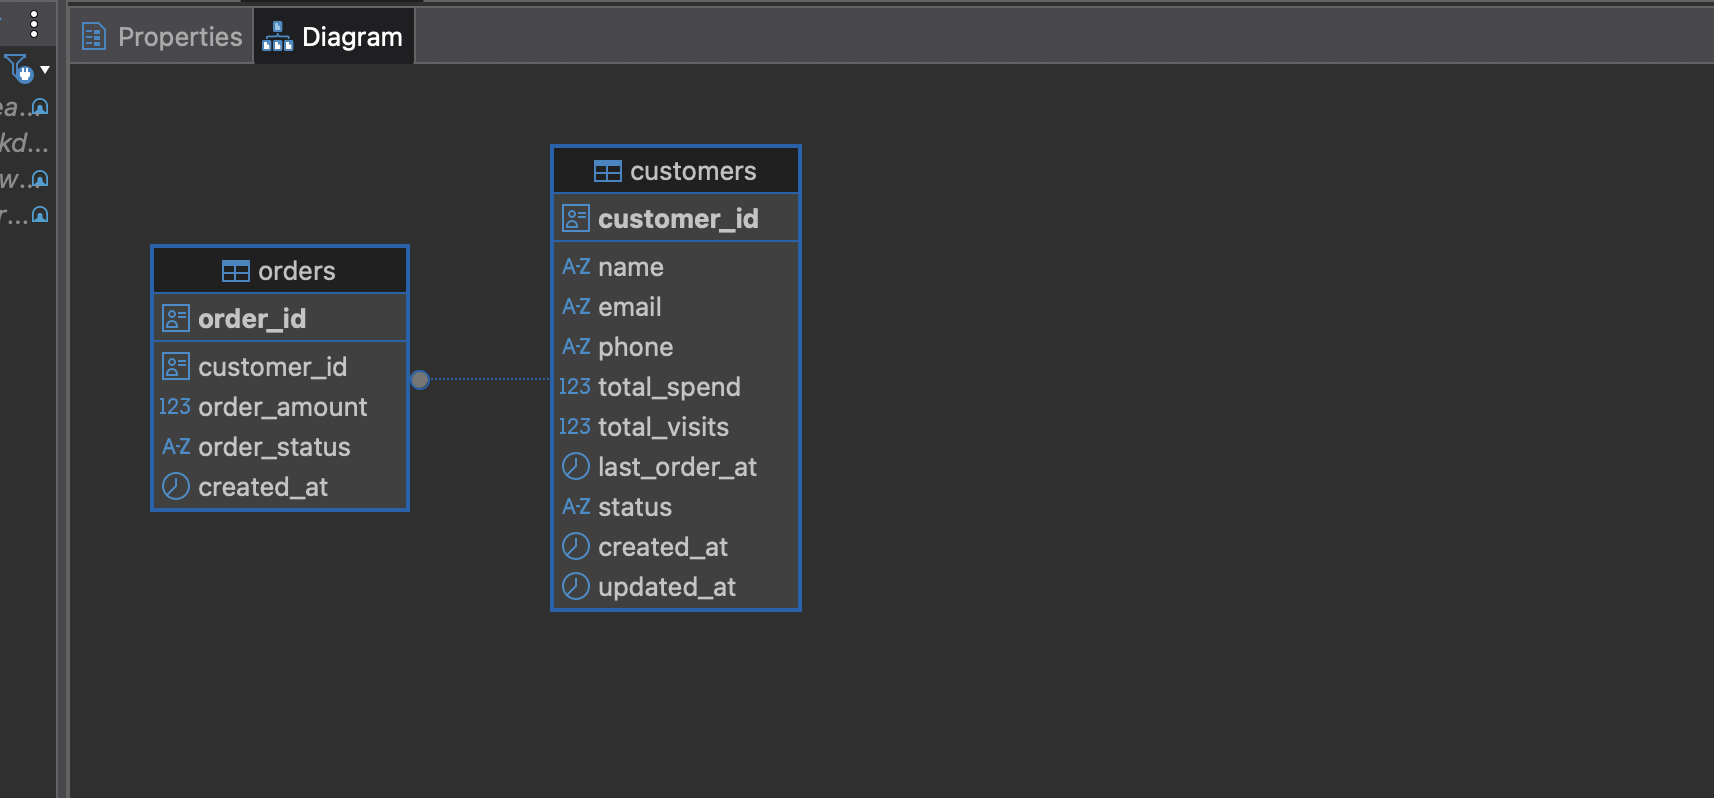 Properties
Diagram
ea...
kd...
w...
r...
orders
order_id
customer_id
123 order_amount
A-Z order_status
created_at
customers
customer_id
A-Z name
A-Z email
A-Z phone
123 total_spend
123 total_visits
last_order_at
A-Z status
created_at
updated_at